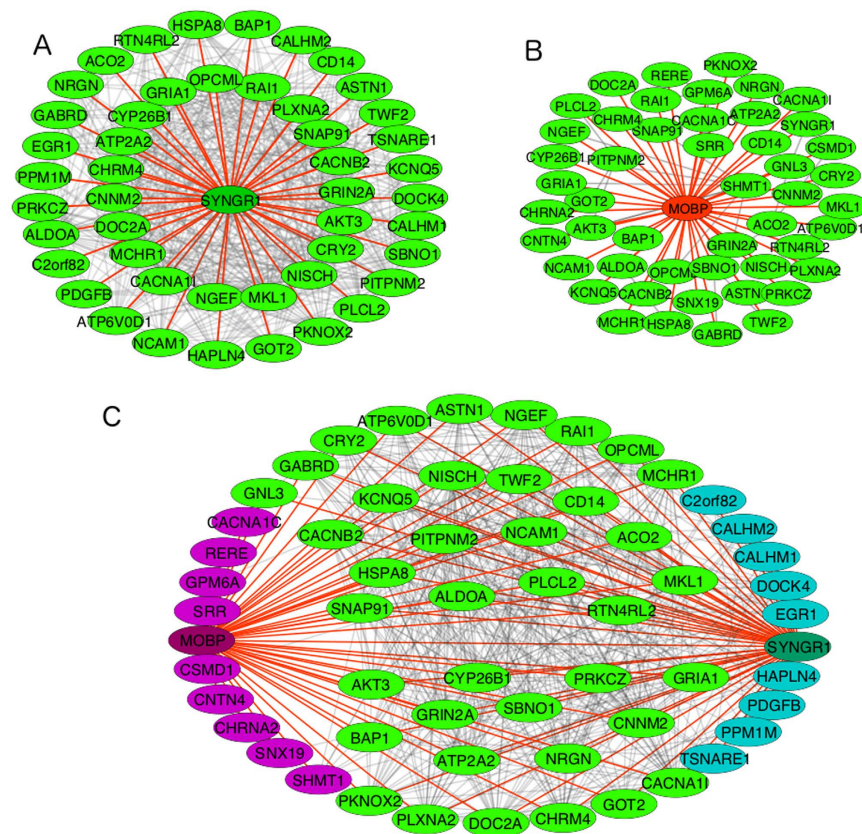 A
HSPA8
BAP1
RTN4RL2
CALHM2
ACO2
CD14
NRGN
GRIA1
OPCML
RAI1
ASTN1
GABRD
CYP26B1
PLXNA2
TWF2
EGR1
ATP2A2
SNAP91
TSNARE1
PPM1M
CHRM4
CACNB2
KCNQ5
PRKCZ
CNNM2
SYNGR1
GRIN2A
DOCK4
ALDOA
DOC2A
AKT3
CALHM1
C2orf82
MCHR1
CRY2
SBNO1
PDGFB
CACNA1I
NISCH
PITPNM2
ATP6V0D1
NGEF
MKL1
PLCL2
NCAM1
HAPLN4
GOT2
PKNOX2
B
PKNOX2
DOC2A
RERE
NRGN
PLCL2
RAI1
GPM6A
CACNA1I
NGEF
CHRM4
SNAP91
CACNA1C
ATP2A2
SYNGR1
CYP26B1
PITPNM2
SRR
CD14
CSMD1
GRIA1
GNL3
CRY2
CHRNA2
GOT2
MOBP
SHMT1
CNNM2
MKL1
CNTN4
AKT3
BAP1
ACO2
ATP6V0D1
NCAM1
ALDOA
GRIN2A
RTN4RL2
KCNQ5
OPCML
SBNO1
NISCH
PLXNA2
CACNB2
SNX19
ASTN1
PRKCZ
MCHR1
HSPA8
GABRD
TWF2
C
ASTN1
NGEF
ATP6V0D1
RAI1
CRY2
OPCML
GABRD
NISCH
TWF2
MCHR1
GNL3
KCNQ5
CD14
C2orf82
CACNA1C
CACNB2
PITPNM2
NCAM1
ACO2
CALHM2
RERE
CALHM1
GPM6A
HSPA8
PLCL2
MKL1
DOCK4
SRR
SNAP91
ALDOA
RTN4RL2
EGR1
MOBP
SYNGR1
CSMD1
AKT3
CYP26B1
PRKCZ
GRIA1
HAPLN4
CNTN4
GRIN2A
SBNO1
PDGFB
CHRNA2
BAP1
CNNM2
PPM1M
SNX19
ATP2A2
NRGN
TSNARE1
SHMT1
CACNA1I
PKNOX2
GOT2
PLXNA2
DOC2A
CHRM4